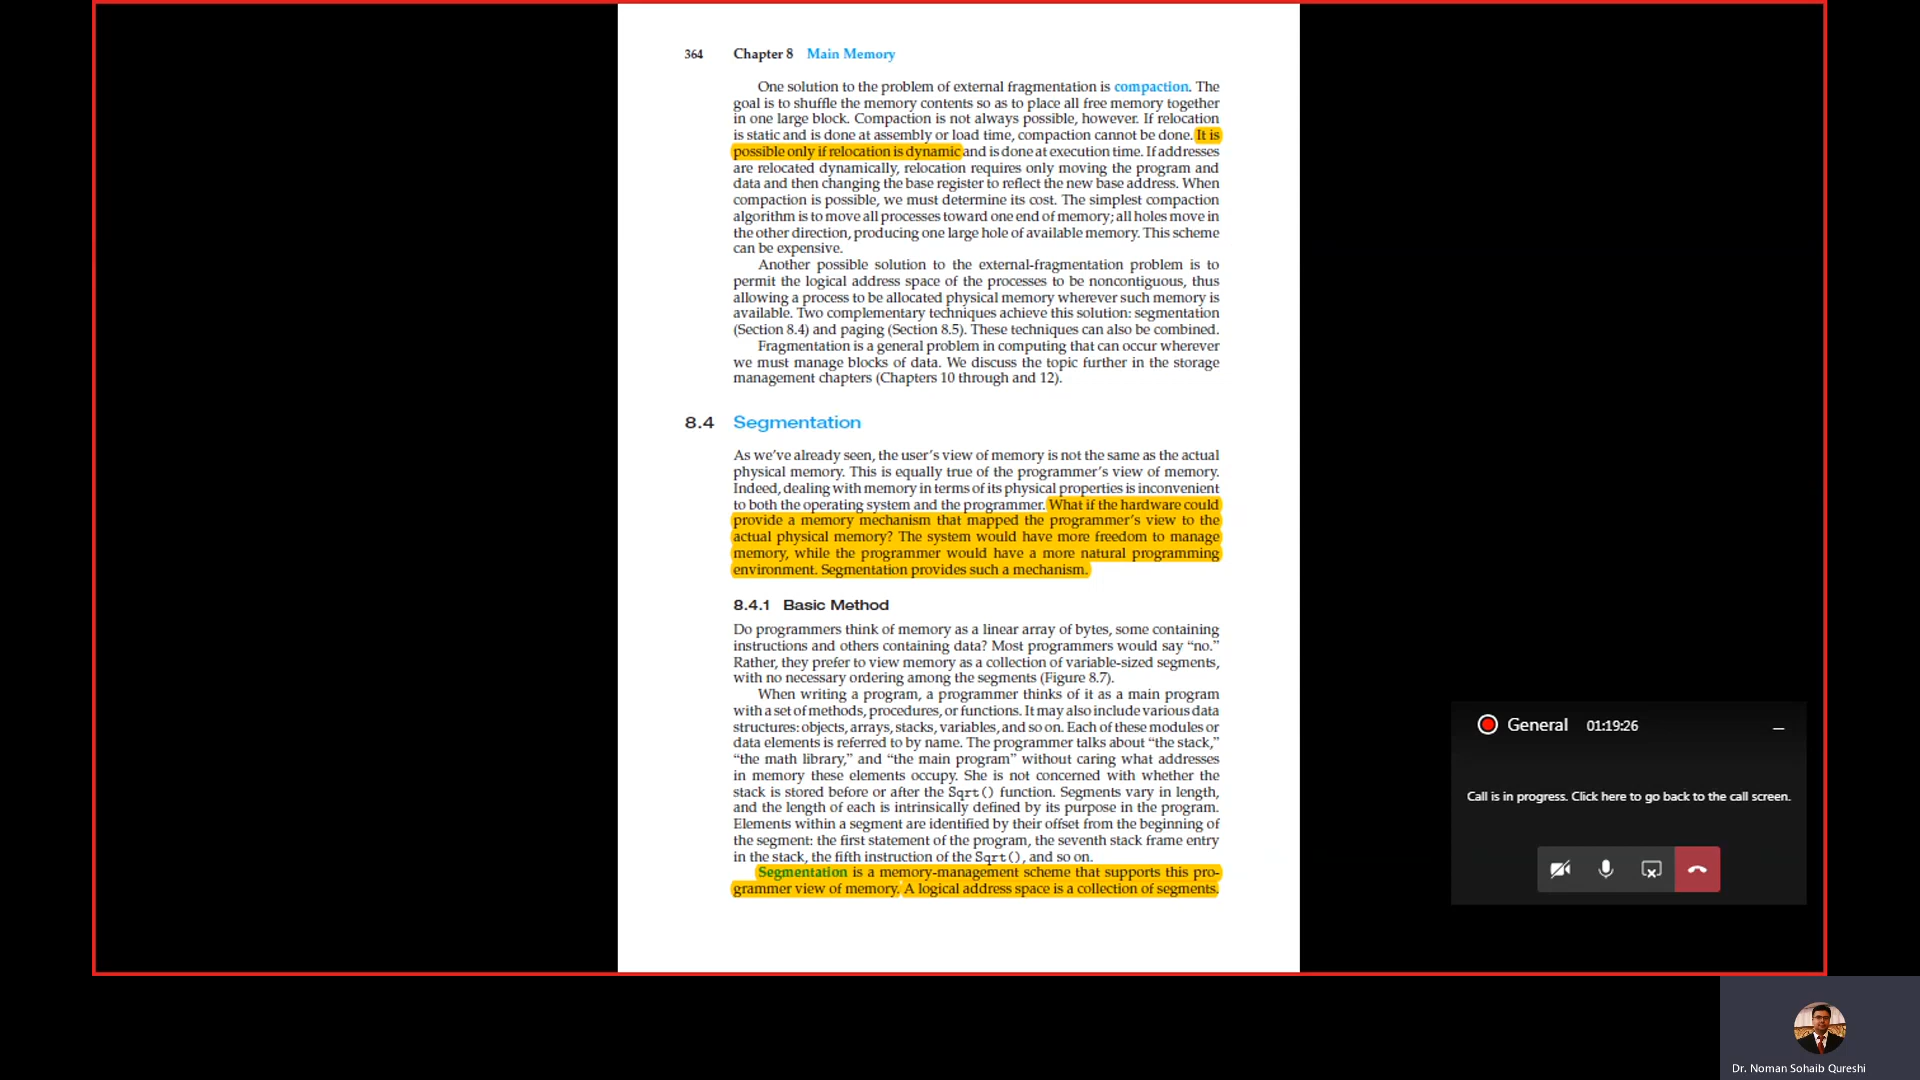 364 Chapter 8 Main Memory
One solution to the problem of external fragmentation is compaction. The
goal is to shuffle the memory contents so as to place all free memory together
in one large block. Compaction is not always possible, however. If relocation
is static and is done at assembly or load time, compaction cannot be done. It is
possible only if relocation is dynamic and is done at execution time. If addresses
are relocated dynamically, relocation requires only moving the program and
data and then changing the base register to reflect the new base address. When
compaction is possible, we must determine its cost. The simplest compaction
algorithm is to move all processes toward one end of memory; all holes move in
the other direction, producing one large hole of available memory. This scheme
can be expensive.
Another possible solution to the external-fragmentation problem is to
permit the logical address space of the processes to be noncontiguous, thus
allowing a process to be allocated physical memory wherever such memory is
available. Two complementary techniques achieve this solution: segmentation
(Section 8.4) and paging (Section 8.5). These techniques can also be combined.
Fragmentation is a general problem in computing that can occur wherever
we must manage blocks of data. We discuss the topic further in the storage
management chapters (Chapters 10 through and 12).
8.4 Segmentation
As we've already seen, the user's view of memory is not the same as the actual
physical memory. This is equally true of the programmer's view of memory.
Indeed, dealing with memory in terms of its physical properties is inconvenient
to both the operating system and the programmer. What if the hardware could
provide a memory mechanism that mapped the programmer's view to the
actual physical memory? The system would have more freedom to manage
memory, while the programmer would have a more natural programming
environment. Segmentation provides such a mechanism.
8.4.1 Basic Method
Do programmers think of memory as a linear array of bytes, some containing
instructions and others containing data? Most programmers would say “no.”
Rather, they prefer to view memory as a collection of variable-sized segments,
with no necessary ordering among the segments (Figure 8.7).
When writing a program, a programmer thinks of it as a main program
with a set of methods, procedures, or functions. It may also include various data
structures: objects, arrays, stacks, variables, and so on. Each of these modules or
data elements is referred to by name. The programmer talks about “the stack,”
“the math library,” and “the main program” without caring what addresses
in memory these elements occupy. She is not concerned with whether the
stack is stored before or after the Sqrt() function. Segments vary in length,
and the length of each is intrinsically defined by its purpose in the program.
Elements within a segment are identified by their offset from the beginning of
the segment: the first statement of the program, the seventh stack frame entry
in the stack, the fifth instruction of the Sqrt(), and so on.
Segmentation is a memory-management scheme that supports this pro-
grammer view of memory. A logical address space is a collection of segments.
General 01:19:26
Call is in progress. Click here to go back to the call screen.
Dr. Noman Sohaib Qureshi